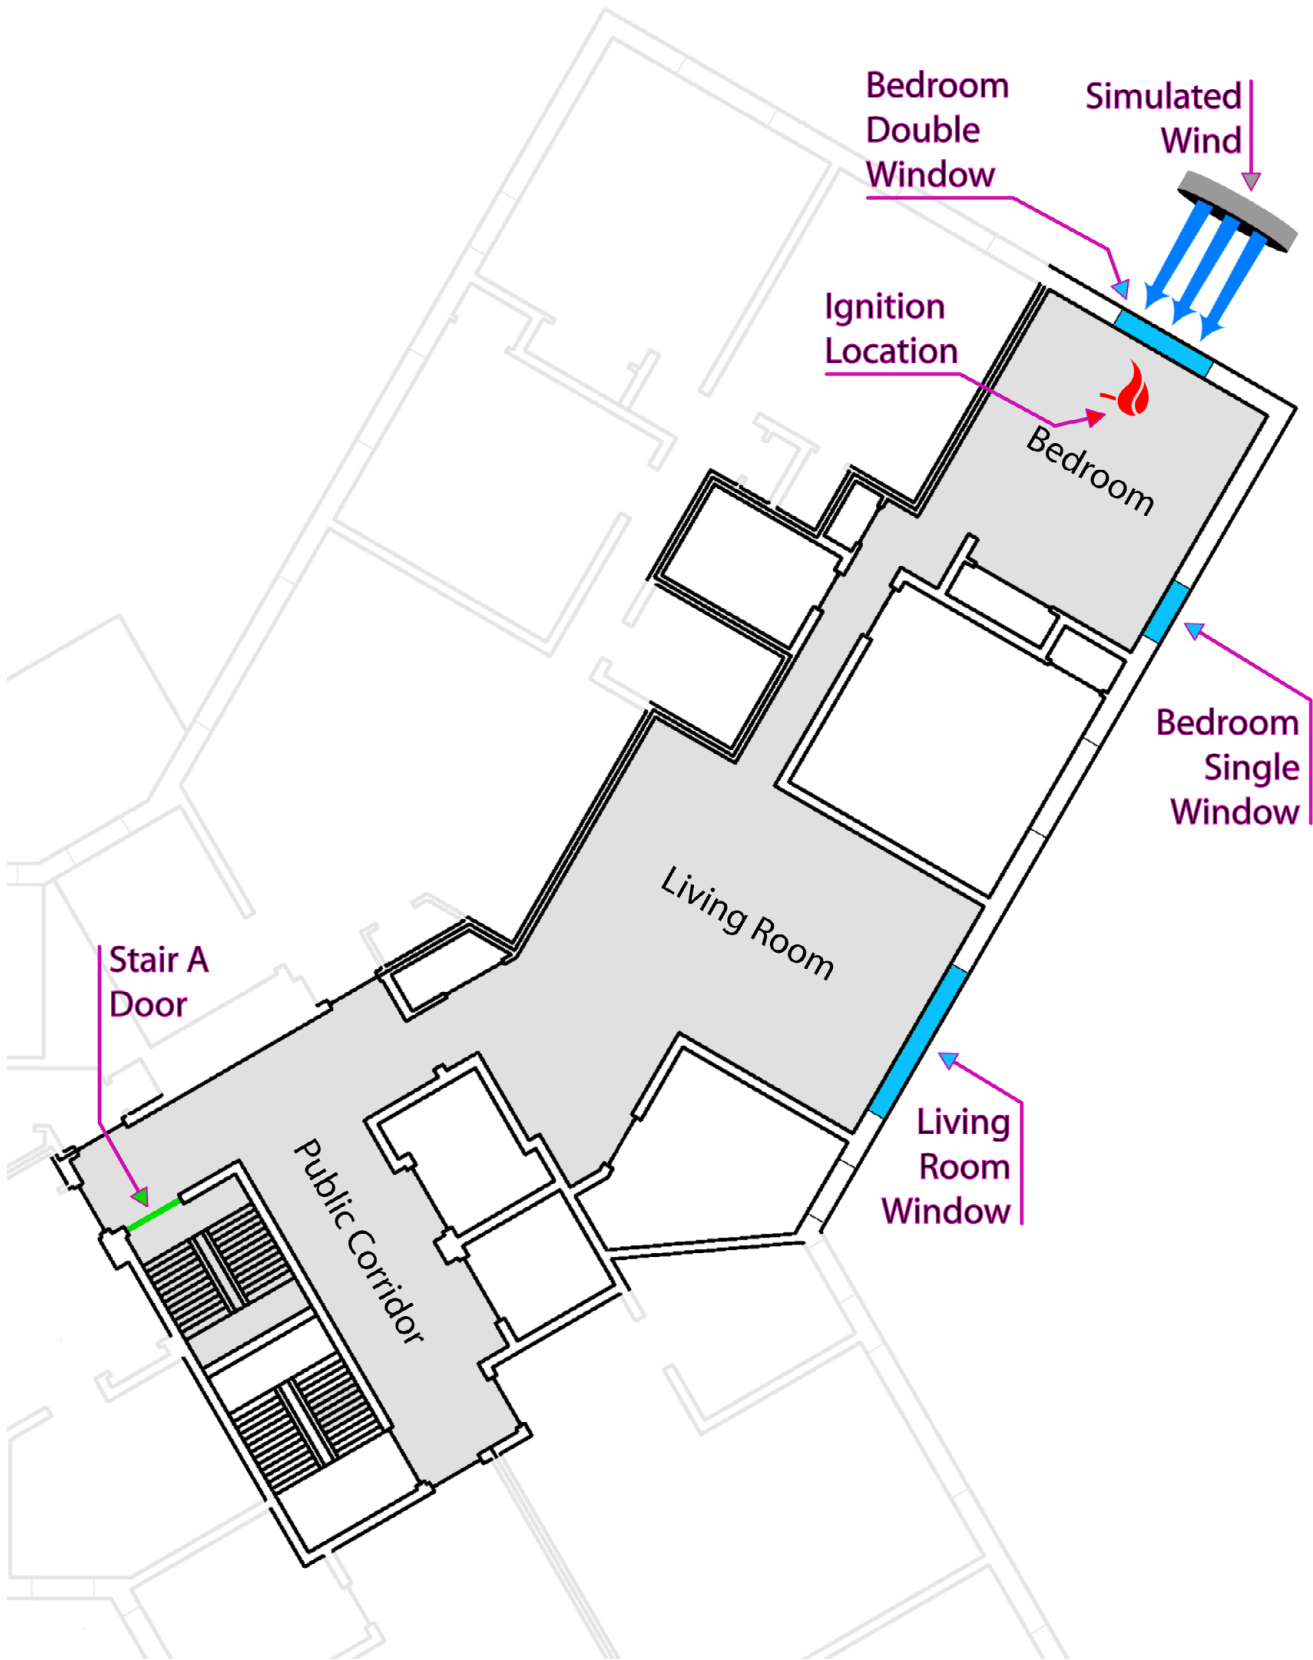 Bedroom
Double
Window
Simulated
Wind
Ignition
Location
Bedroom
Bedroom
Single
Window
Living Room
Stair A
Door
Living
Room
Window
Public Corridor